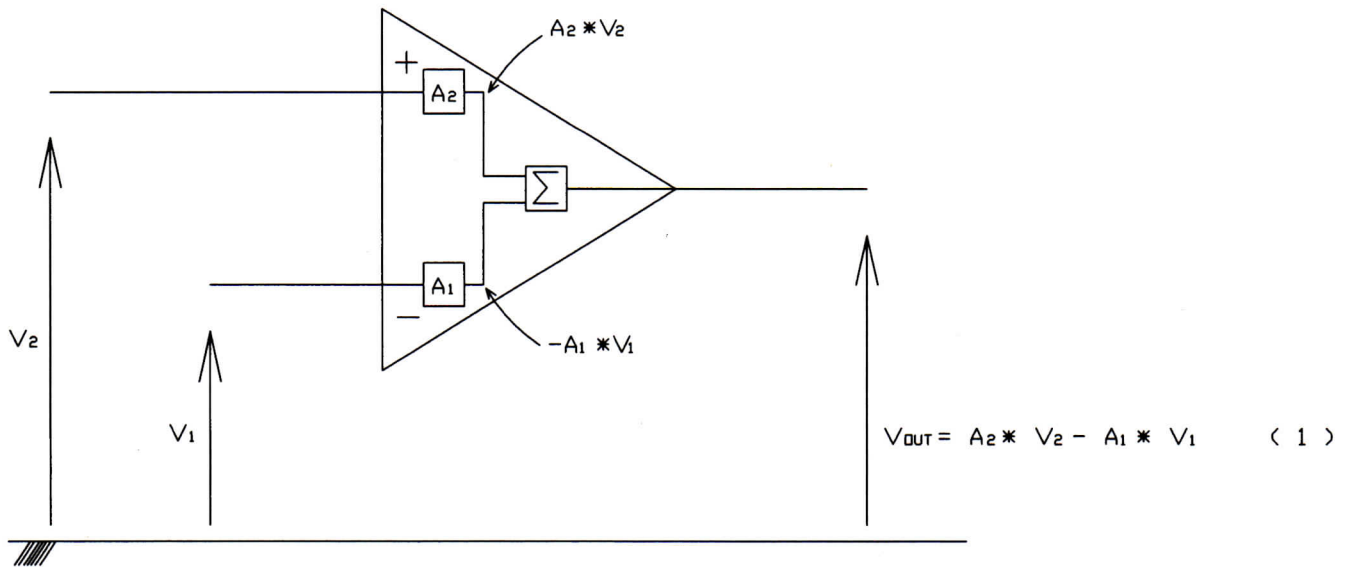 A2 * V2
+
A2
Σ
A1
−
V2
-A1 * V1
V1
VOUT = A2 * V2 - A1 * V1 ( 1 )